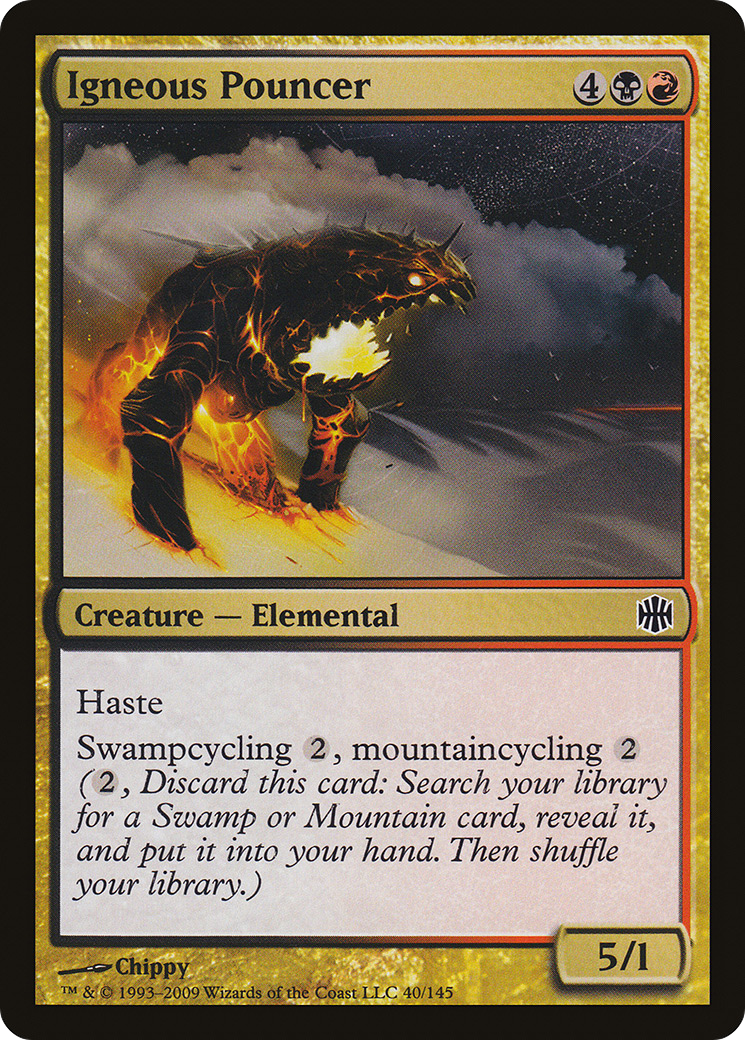 Igneous Pouncer 4
Creature — Elemental
Haste
Swampcycling 2, mountaincycling 2
(2, Discard this card: Search your library
for a Swamp or Mountain card, reveal it,
and put it into your hand. Then shuffle
your library.)
5/1
Chippy
™ & © 1993–2009 Wizards of the Coast LLC 40/145